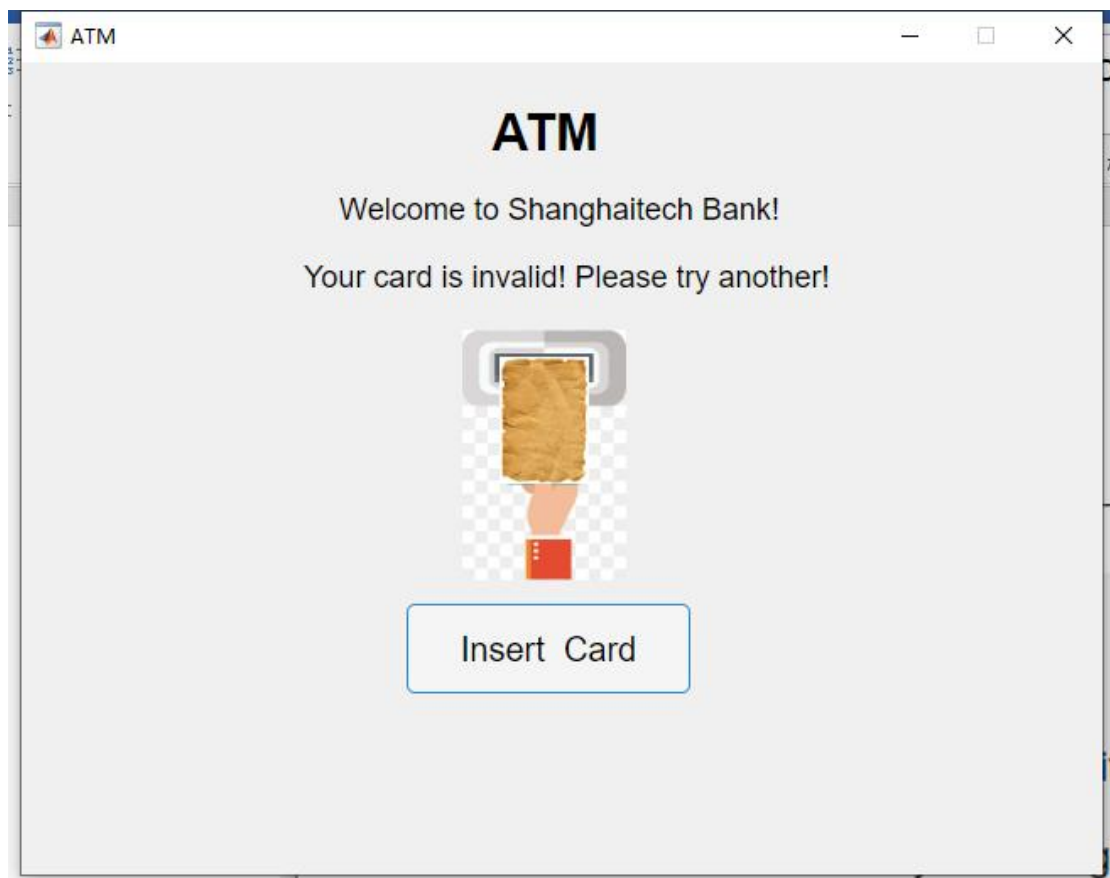 ATM
ATM
Welcome to Shanghaitech Bank!
Your card is invalid! Please try another!
Insert  Card